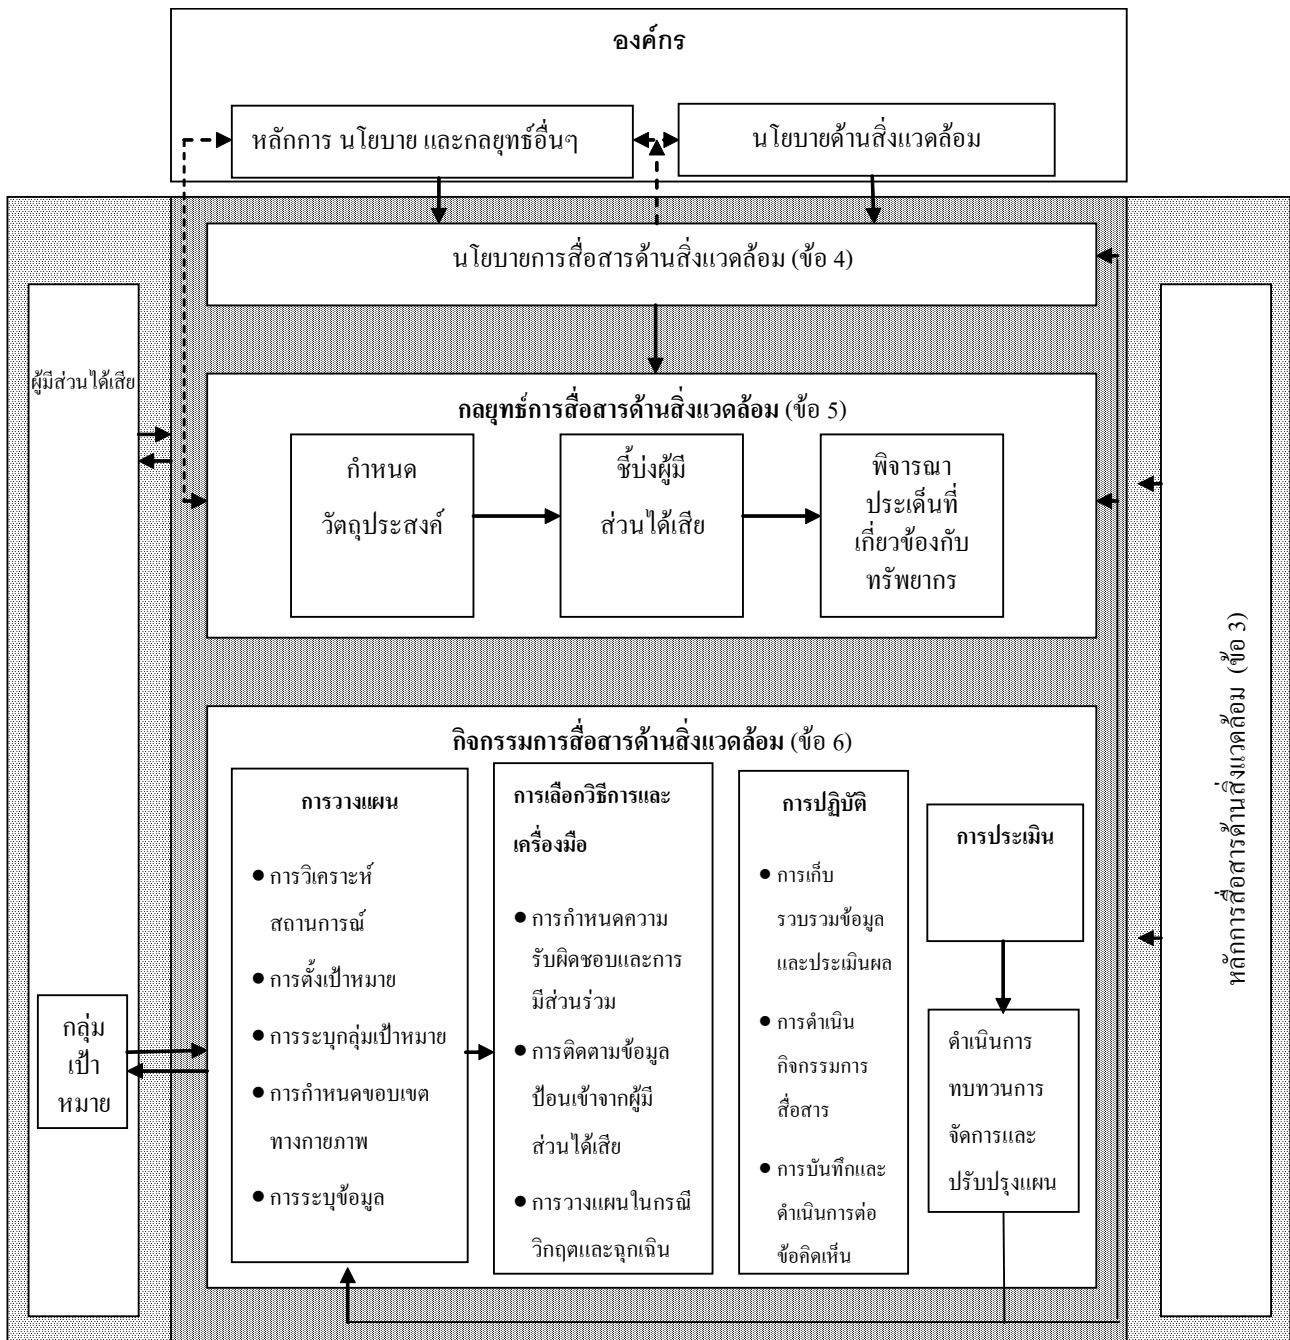 องค์กร
หลักการ นโยบาย และกลยุทธ์อื่นๆ
นโยบายด้านสิ่งแวดล้อม
นโยบายการสื่อสารด้านสิ่งแวดล้อม (ข้อ 4)
ผู้มีส่วนได้เสีย
กลยุทธ์การสื่อสารด้านสิ่งแวดล้อม (ข้อ 5)
กำหนด
วัตถุประสงค์
ชี้บ่งผู้มี
ส่วนได้เสีย
พิจารณา
ประเด็นที่
เกี่ยวข้องกับ
ทรัพยากร
หลักการสื่อสารด้านสิ่งแวดล้อม (ข้อ 3)
กิจกรรมการสื่อสารด้านสิ่งแวดล้อม (ข้อ 6)
การวางแผน
● การวิเคราะห์
สถานการณ์
● การตั้งเป้าหมาย
● การระบุกลุ่มเป้าหมาย
● การกำหนดขอบเขต
ทางกายภาพ
● การระบุข้อมูล
การเลือกวิธีการและ
เครื่องมือ
● การกำหนดความ
รับผิดชอบและการ
มีส่วนร่วม
● การติดตามข้อมูล
ป้อนเข้าจากผู้มี
ส่วนได้เสีย
● การวางแผนในกรณี
วิกฤตและฉุกเฉิน
การปฏิบัติ
● การเก็บ
รวบรวมข้อมูล
และประเมินผล
● การดำเนิน
กิจกรรมการ
สื่อสาร
● การบันทึกและ
ดำเนินการต่อ
ข้อคิดเห็น
การประเมิน
ดำเนินการ
ทบทวนการ
จัดการและ
ปรับปรุงแผน
กลุ่ม
เป้า
หมาย